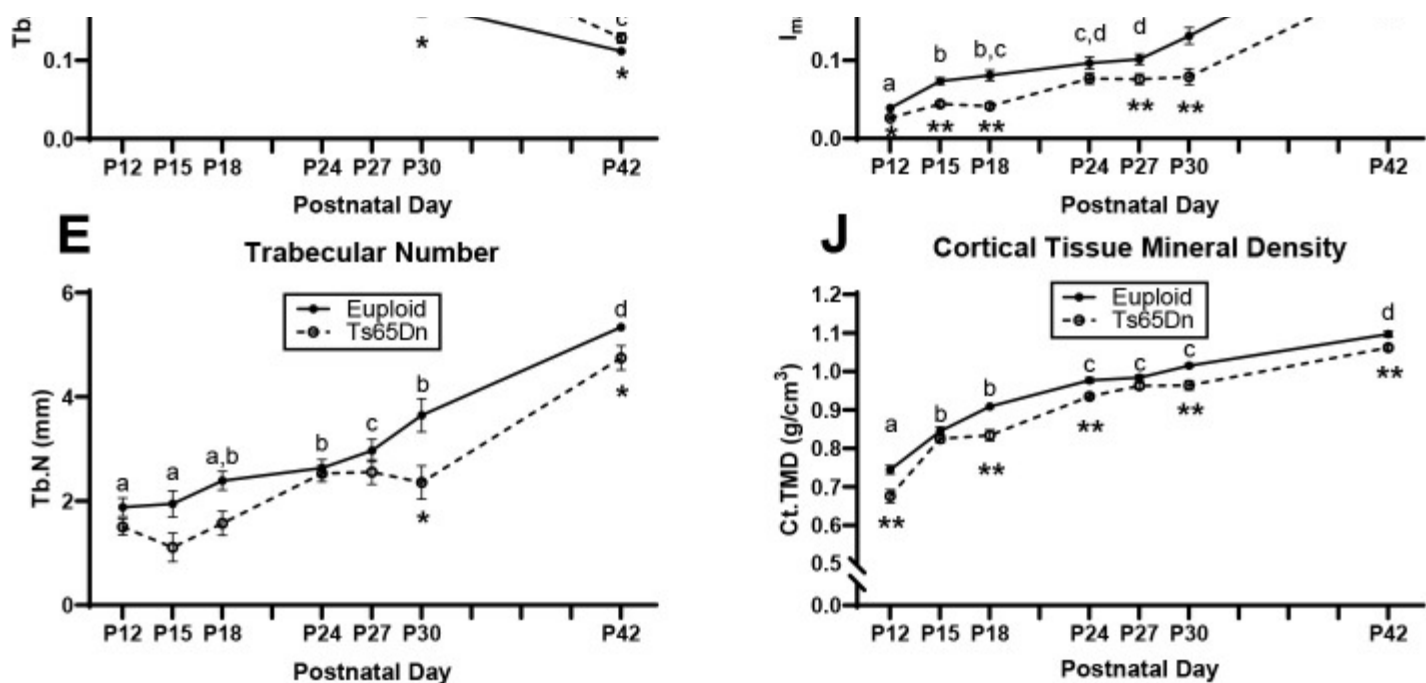 Tb.
0.1
0.0
c
*
*
P12 P15 P18 P24 P27 P30 P42
Postnatal Day
0.1
0.0
a b b,c c,d d
* ** ** ** **
P12 P15 P18 P24 P27 P30 P42
Postnatal Day
E
Trabecular Number
Tb.N (mm)
6
4
2
0
Euploid
Ts65Dn
a a a,b b c b d
* *
P12 P15 P18 P24 P27 P30 P42
Postnatal Day
J
Cortical Tissue Mineral Density
Ct.TMD (g/cm³)
1.2
1.1
1.0
0.9
0.8
0.7
0.6
0.5
0.0
Euploid
Ts65Dn
a b b c c c d
** ** ** ** **
P12 P15 P18 P24 P27 P30 P42
Postnatal Day